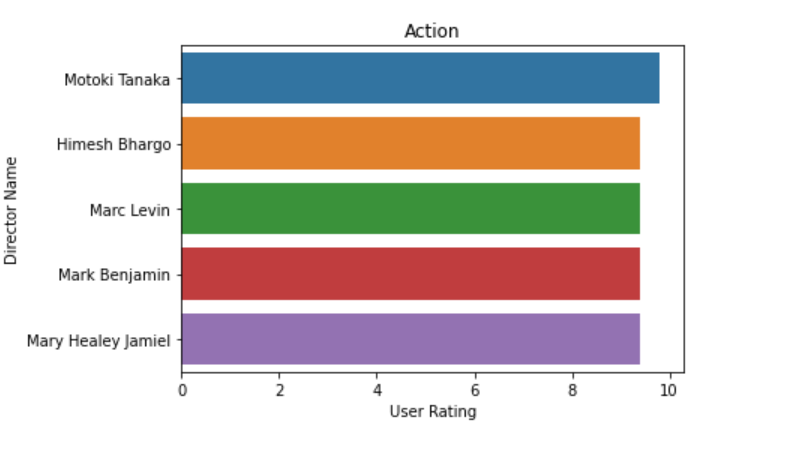 Action
Director Name
Motoki Tanaka
Himesh Bhargo
Marc Levin
Mark Benjamin
Mary Healey Jamiel
0 2 4 6 8 10
User Rating